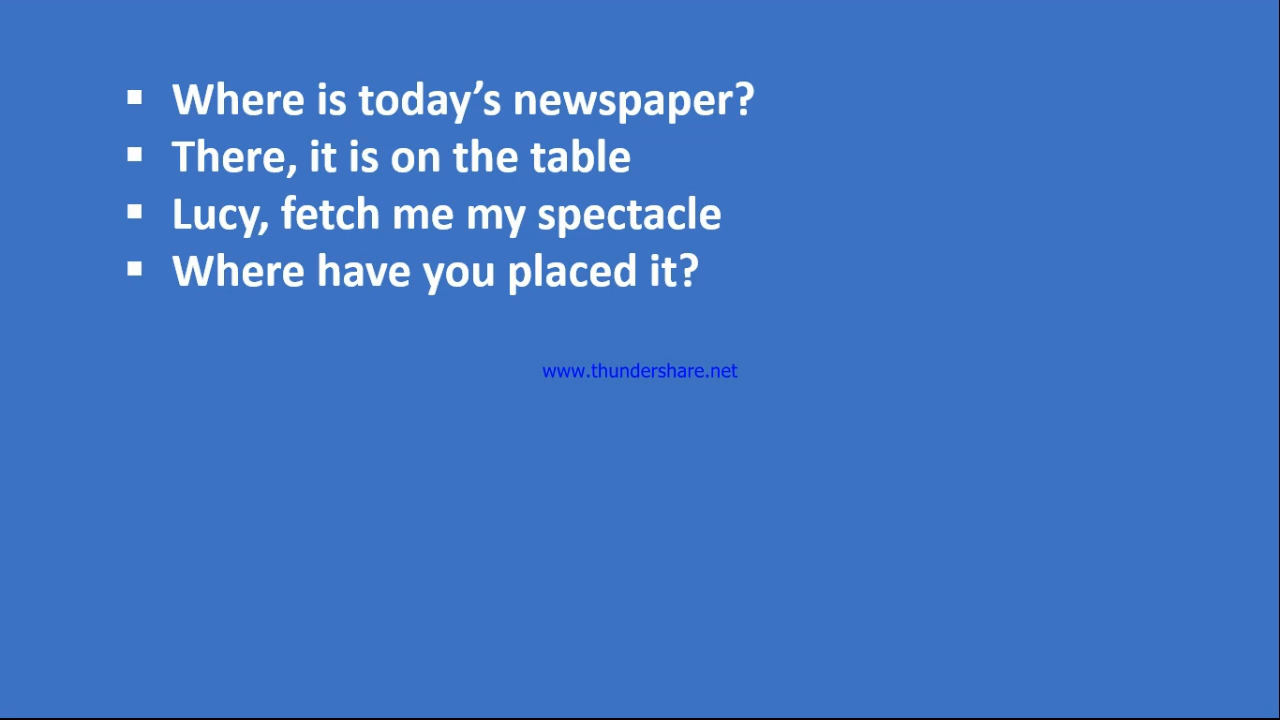 ▪ Where is today’s newspaper?
▪ There, it is on the table
▪ Lucy, fetch me my spectacle
▪ Where have you placed it?
www.thundershare.net